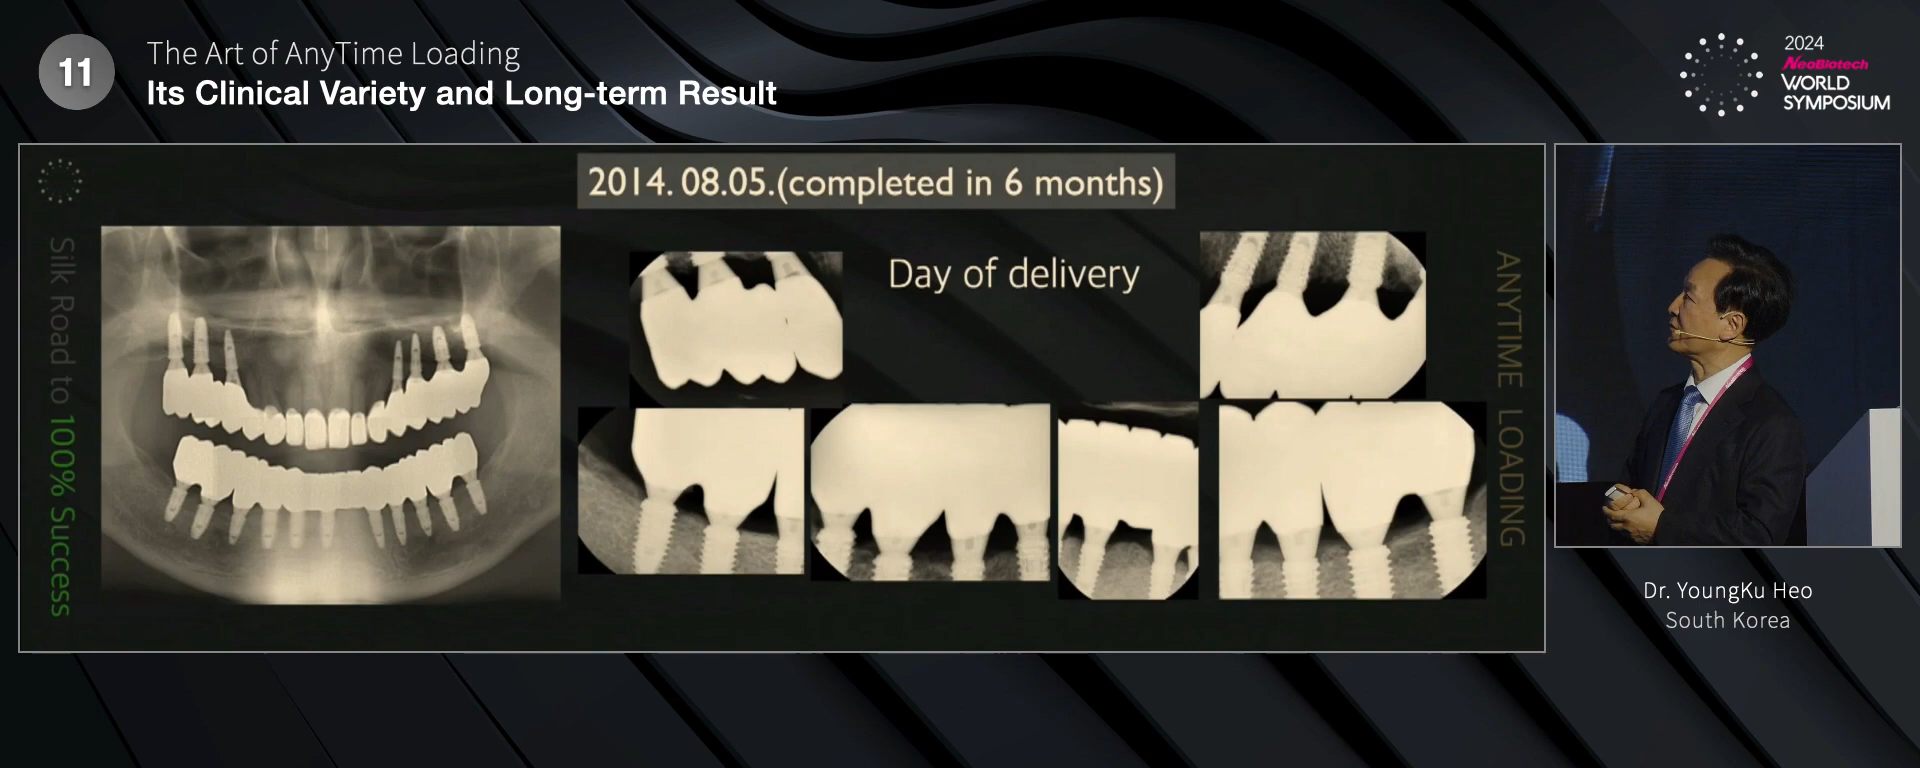 11
The Art of AnyTime Loading
Its Clinical Variety and Long-term Result
2024
NeoBiotech
WORLD
SYMPOSIUM
2014. 08.05.(completed in 6 months)
Day of delivery
Silk Road to 100% Success
ANYTIME LOADING
Dr. YoungKu Heo
South Korea